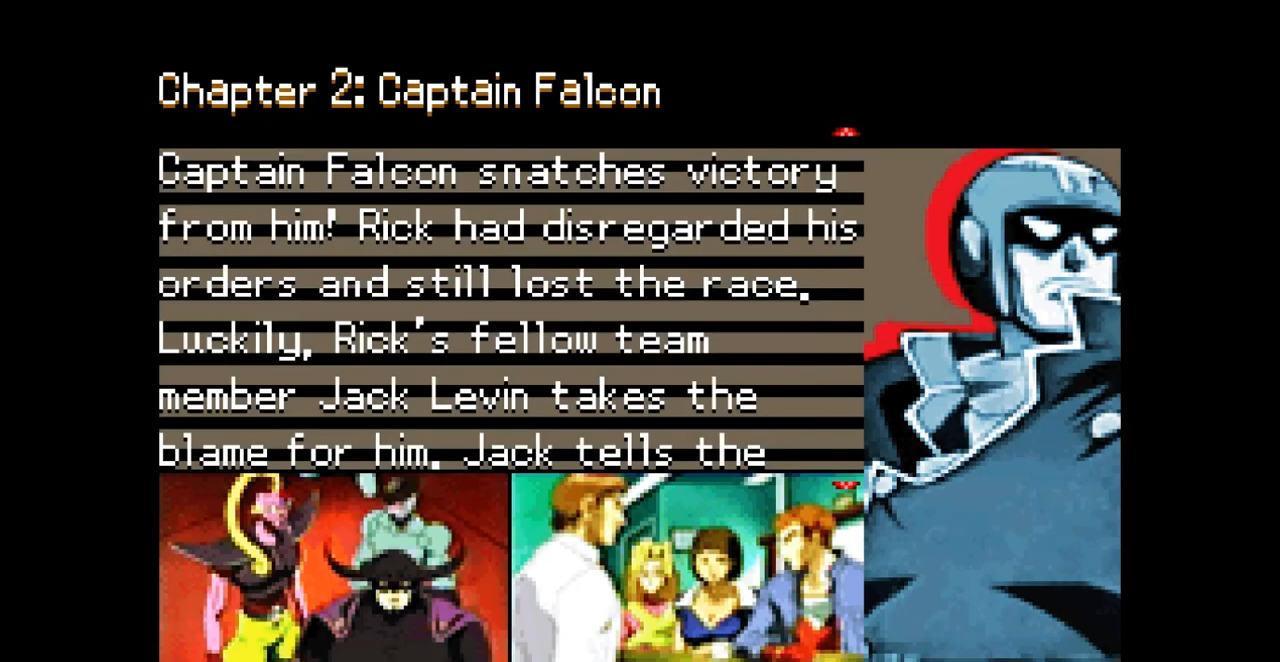 Chapter 2: Captain Falcon
Captain Falcon snatches victory
from him! Rick had disregarded his
orders and still lost the race.
Luckily, Rick's fellow team
member Jack Levin takes the
blame for him. Jack tells the